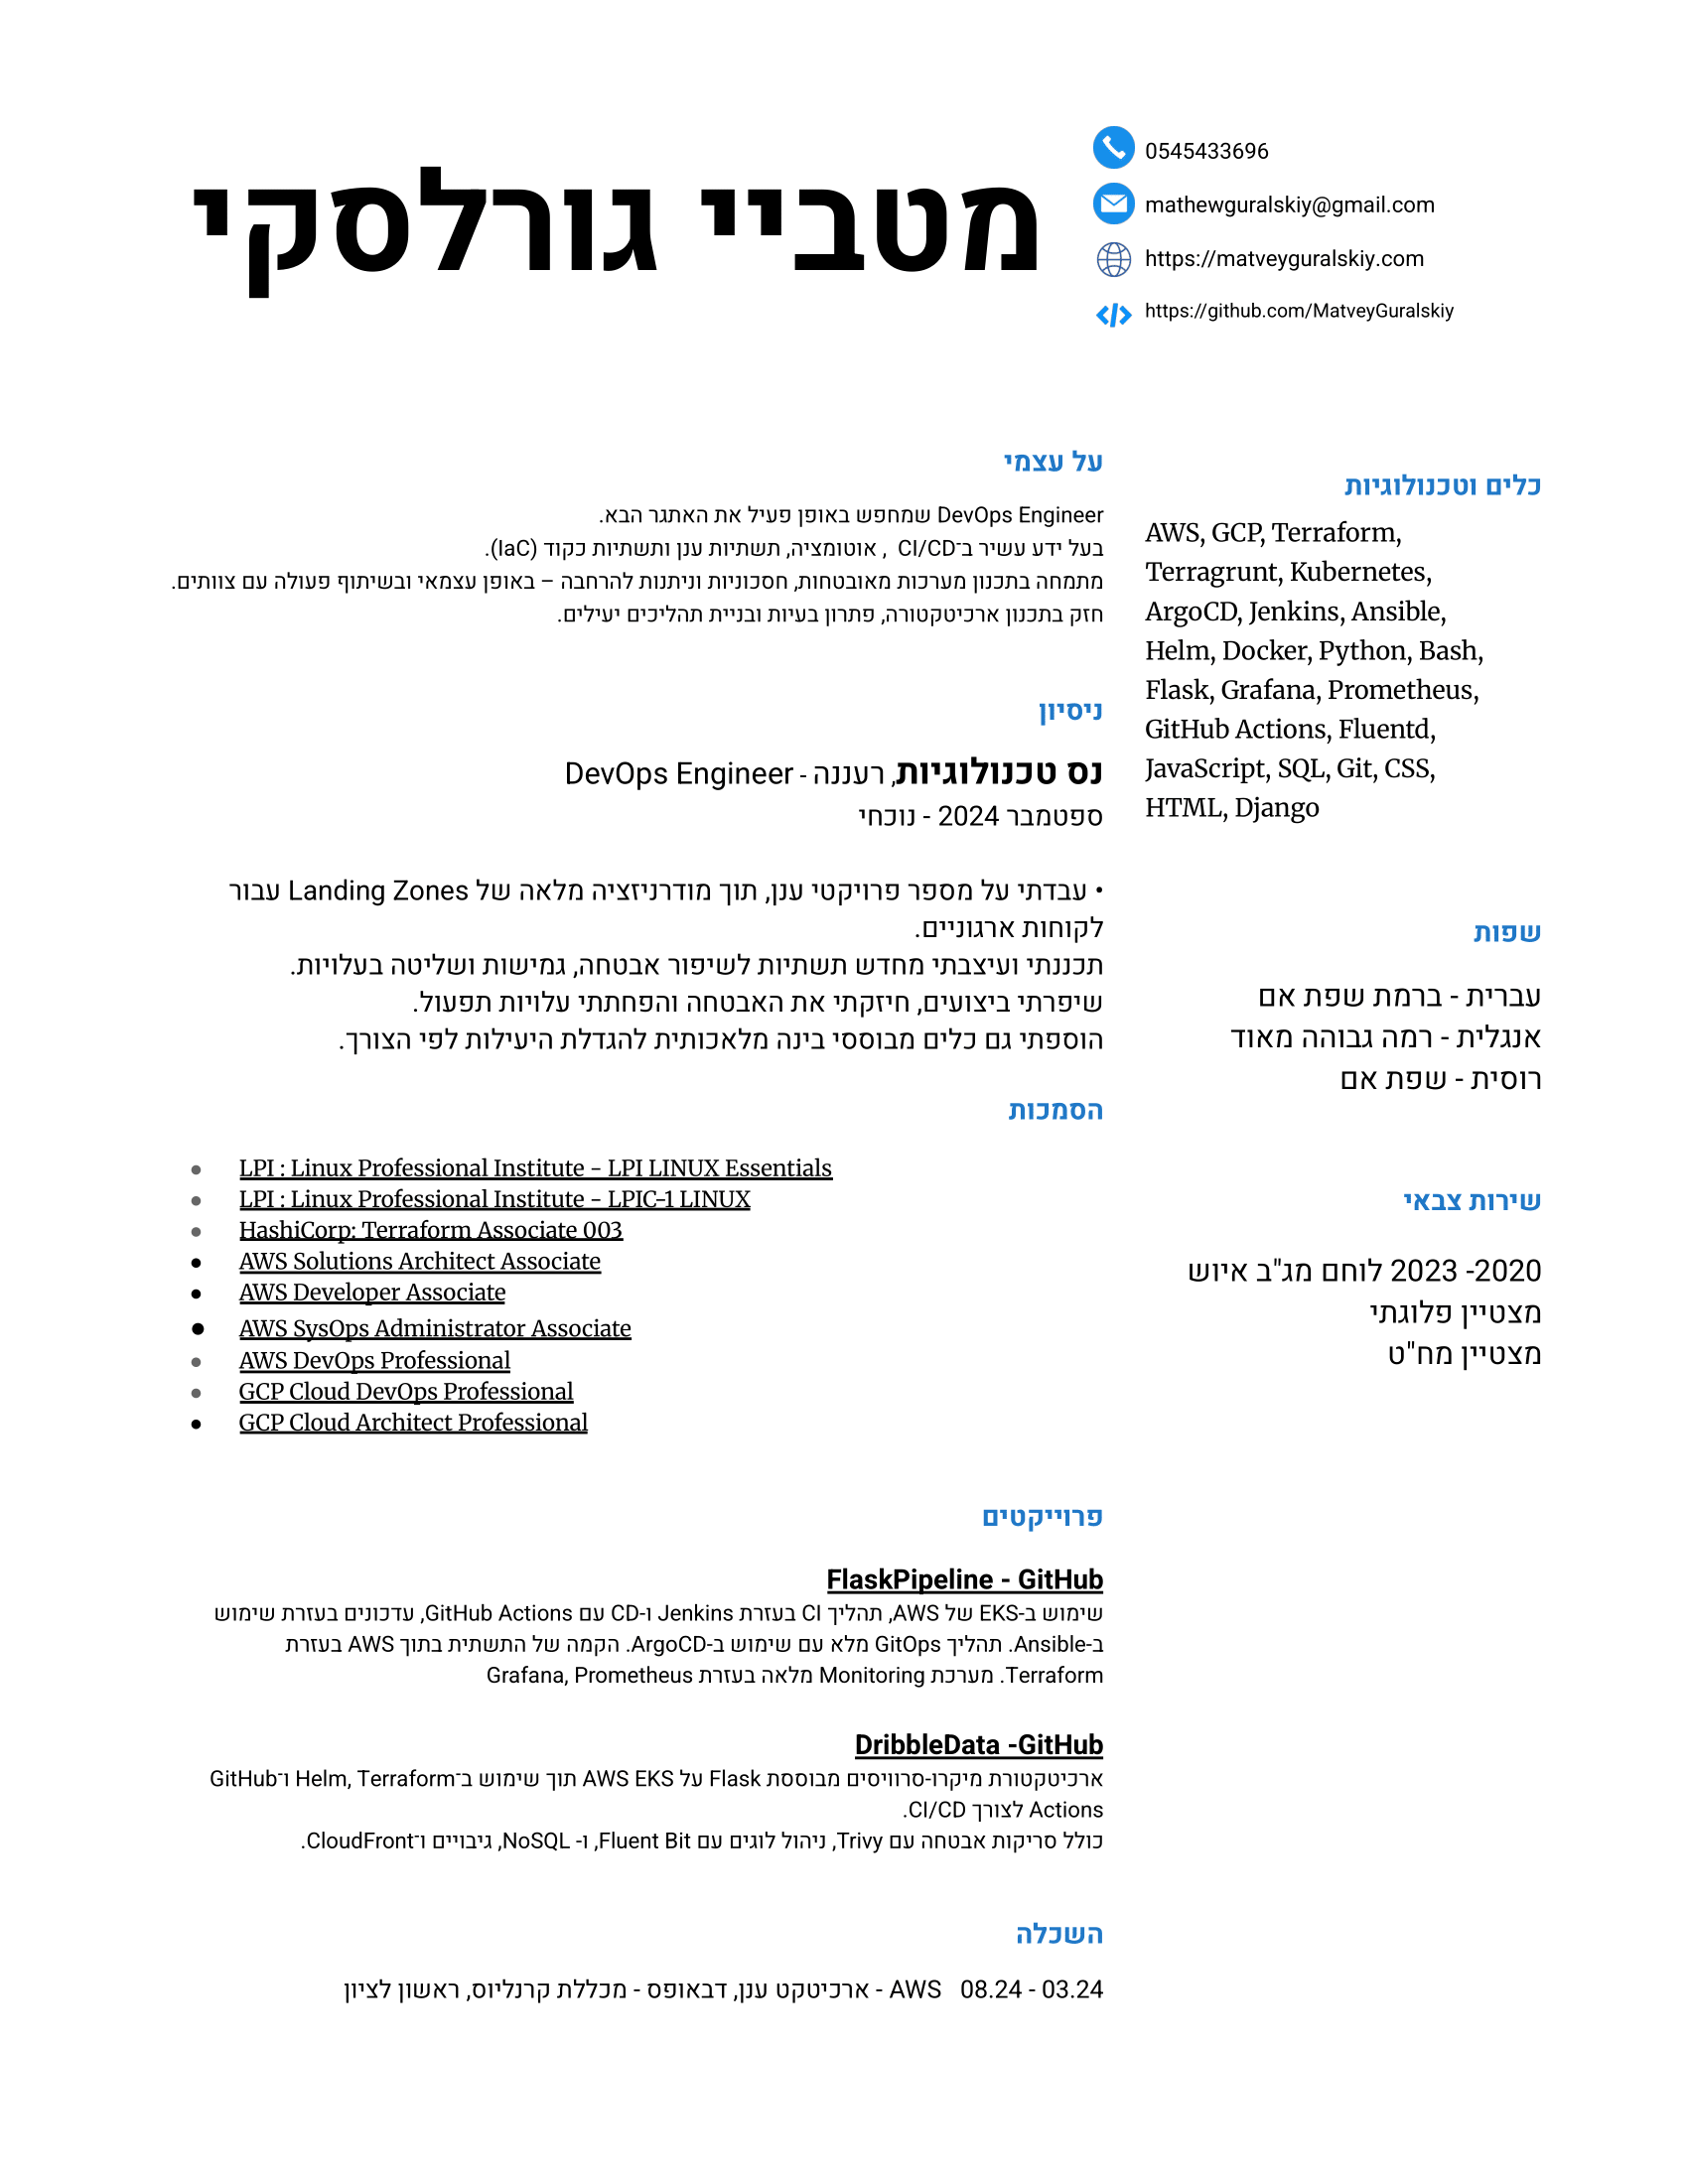 מטביי גורלסקי
0545433696
mathewguralskiy@gmail.com
https://matveyguralskiy.com
https://github.com/MatveyGuralskiy
כלים וטכנולוגיות
AWS, GCP, Terraform,
Terragrunt, Kubernetes,
ArgoCD, Jenkins, Ansible,
Helm, Docker, Python, Bash,
Flask, Grafana, Prometheus,
GitHub Actions, Fluentd,
JavaScript, SQL, Git, CSS,
HTML, Django
שפות
עברית - ברמת שפת אם
אנגלית - רמה גבוהה מאוד
רוסית - שפת אם
שירות צבאי
2020- 2023 לוחם מג"ב איוש
מצטיין פלוגתי
מצטיין מח"ט
על עצמי
DevOps Engineer שמחפש באופן פעיל את האתגר הבא.
בעל ידע עשיר ב־CI/CD , אוטומציה, תשתיות ענן ותשתיות כקוד (IaC).
מתמחה בתכנון מערכות מאובטחות, חסכוניות וניתנות להרחבה – באופן עצמאי ובשיתוף פעולה עם צוותים.
חזק בתכנון ארכיטקטורה, פתרון בעיות ובניית תהליכים יעילים.
ניסיון
נס טכנולוגיות, רעננה - DevOps Engineer
ספטמבר 2024 - נוכחי
• עבדתי על מספר פרויקטי ענן, תוך מודרניזציה מלאה של Landing Zones עבור
לקוחות ארגוניים.
תכננתי ועיצבתי מחדש תשתיות לשיפור אבטחה, גמישות ושליטה בעלויות.
שיפרתי ביצועים, חיזקתי את האבטחה והפחתתי עלויות תפעול.
הוספתי גם כלים מבוססי בינה מלאכותית להגדלת היעילות לפי הצורך.
הסמכות
● LPI : Linux Professional Institute - LPI LINUX Essentials
● LPI : Linux Professional Institute - LPIC-1 LINUX
● HashiCorp: Terraform Associate 003
● AWS Solutions Architect Associate
● AWS Developer Associate
● AWS SysOps Administrator Associate
● AWS DevOps Professional
● GCP Cloud DevOps Professional
● GCP Cloud Architect Professional
פרוייקטים
FlaskPipeline - GitHub
שימוש ב-EKS של AWS, תהליך CI בעזרת Jenkins ו-CD עם GitHub Actions, עדכונים בעזרת שימוש
ב-Ansible. תהליך GitOps מלא עם שימוש ב-ArgoCD. הקמה של התשתית בתוך AWS בעזרת
Terraform. מערכת Monitoring מלאה בעזרת Grafana, Prometheus
DribbleData -GitHub
ארכיטקטורת מיקרו-סרוויסים מבוססת Flask על AWS EKS תוך שימוש ב־Helm, Terraform ו־GitHub
Actions לצורך CI/CD.
כולל סריקות אבטחה עם Trivy, ניהול לוגים עם Fluent Bit, ו- NoSQL, גיבויים ו־CloudFront.
השכלה
03.24 - 08.24 AWS - ארכיטקט ענן, דבאופס - מכללת קרנליוס, ראשון לציון